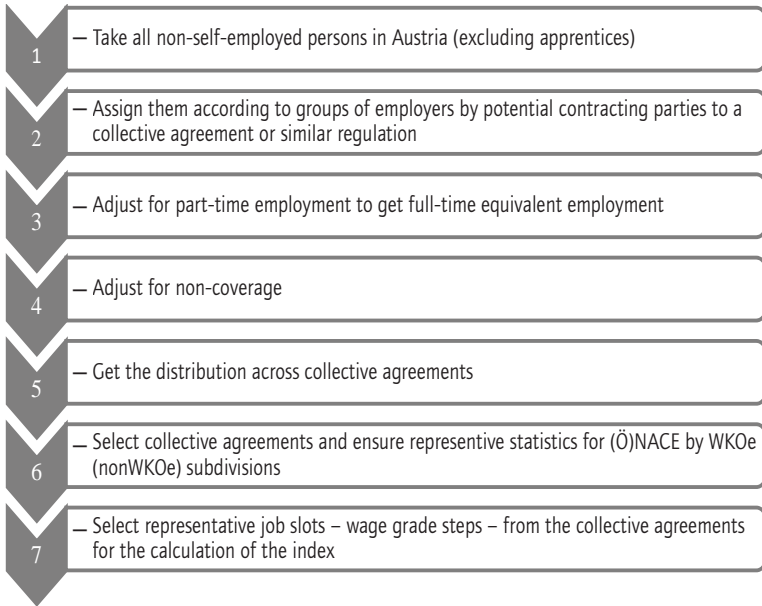 1
– Take all non-self-employed persons in Austria (excluding apprentices)
2
– Assign them according to groups of employers by potential contracting parties to a
collective agreement or similar regulation
3
– Adjust for part-time employment to get full-time equivalent employment
4
– Adjust for non-coverage
5
– Get the distribution across collective agreements
6
– Select collective agreements and ensure representive statistics for (Ö)NACE by WKOe
(nonWKOe) subdivisions
7
– Select representative job slots – wage grade steps – from the collective agreements
for the calculation of the index